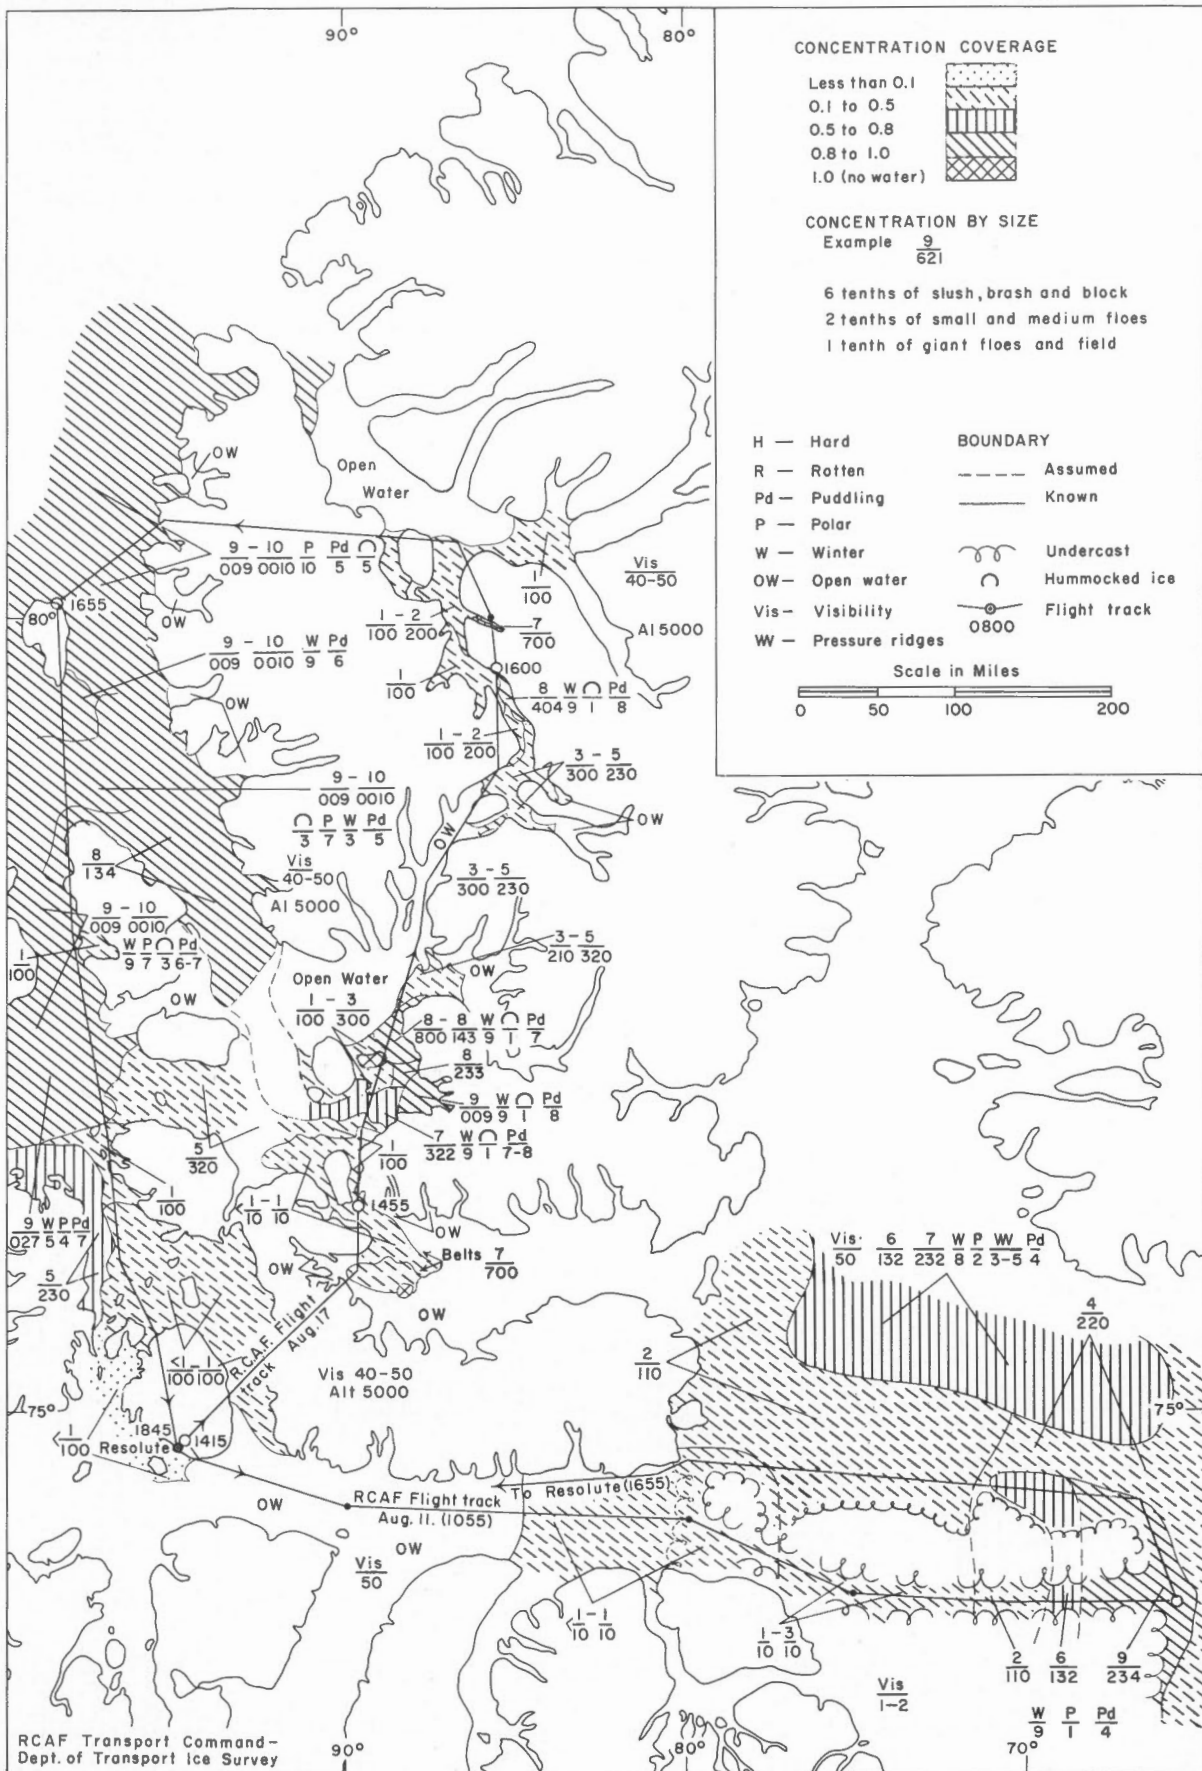 90°
80°
CONCENTRATION COVERAGE
Less than 0.1
0.1 to 0.5
0.5 to 0.8
0.8 to 1.0
1.0 (no water)
CONCENTRATION BY SIZE
Example 9
621
6 tenths of slush, brash and block
2 tenths of small and medium floes
1 tenth of giant floes and field
H — Hard
R — Rotten
Pd — Puddling
P — Polar
W — Winter
OW — Open water
Vis — Visibility
W — Pressure ridges
BOUNDARY
Assumed
Known
Undercast
Hummocked ice
Flight track
0800
Scale in Miles
0 50 100 200
OW
Open
Water
9 – 10 P Pd
009 0010 10 5 5
1
100
Vis
40-50
Al 5000
80°
1655
OW
1 – 2
100 200
7
700
9 – 10 W Pd
009 0010 9 6
1
100
1600
8 W Pd
404 9 1 8
OW
1 – 2
100 200
3 – 5
300 230
9 – 10
009 0010
P W Pd
3 7 3 5
OW
OW
8
134
Vis
40-50
Al 5000
3 – 5
300 230
9 – 10
009 0010
W P Pd
9 7 3 6-7
1
100
3 – 5
210 320
OW
OW
Open Water
1 – 3
100 300
8 – 8 W Pd
800 143 9 1 7
8
233
9 W Pd
009 9 1 8
7 W Pd
322 9 1 7-8
5
320
1
100
1
100
<1 – 1
10 10
1455
OW
9 W P Pd
027 5 4 7
Belts 7
700
OW
OW
5
230
Vis 6 7 W P W Pd
50 132 232 8 2 3-5 4
4
220
R.C.A.F. Flight
track Aug. 17
<1 – 1
100 100
2
110
Vis 40-50
Alt 5000
75°
75°
<1
100
1845
Resolute
1415
To Resolute (1655)
RCAF Flight track
Aug. 11. (1055)
OW
OW
Vis
50
<1 – 1
10 10
1 – 3
10 10
2
110
6
132
9
234
Vis
1–2
W P Pd
9 1 4
RCAF Transport Command–
Dept. of Transport Ice Survey
90°
80°
70°